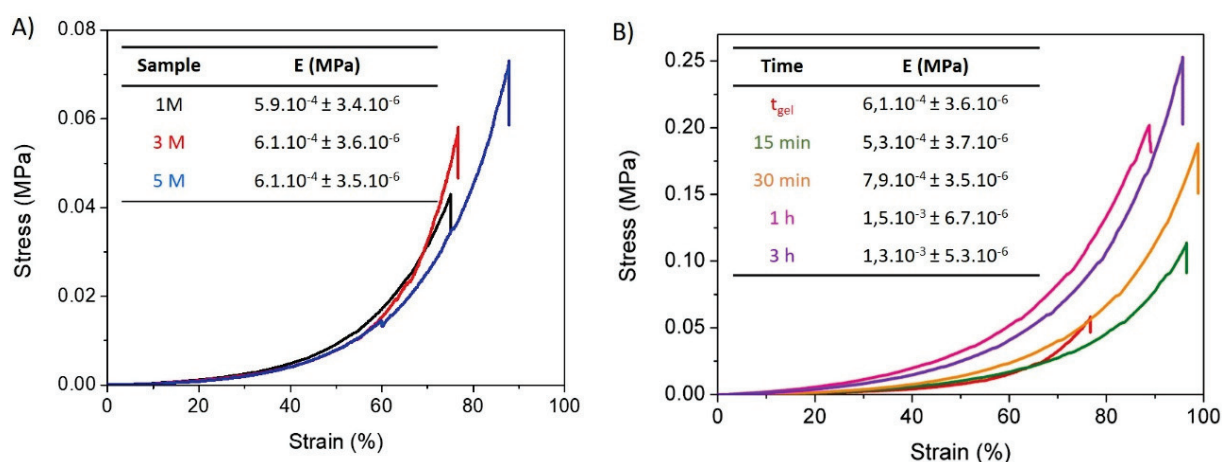 A)
Sample E (MPa)
1M 5.9.10⁻⁴ ± 3.4.10⁻⁶
3 M 6.1.10⁻⁴ ± 3.6.10⁻⁶
5 M 6.1.10⁻⁴ ± 3.5.10⁻⁶
Stress (MPa)
0.08
0.06
0.04
0.02
0.00
0 20 40 60 80 100
Strain (%)
B)
Time E (MPa)
t_gel 6,1.10⁻⁴ ± 3.6.10⁻⁶
15 min 5,3.10⁻⁴ ± 3.7.10⁻⁶
30 min 7,9.10⁻⁴ ± 3.5.10⁻⁶
1 h 1,5.10⁻³ ± 6.7.10⁻⁶
3 h 1,3.10⁻³ ± 5.3.10⁻⁶
Stress (MPa)
0.25
0.20
0.15
0.10
0.05
0.00
0 20 40 60 80 100
Strain (%)